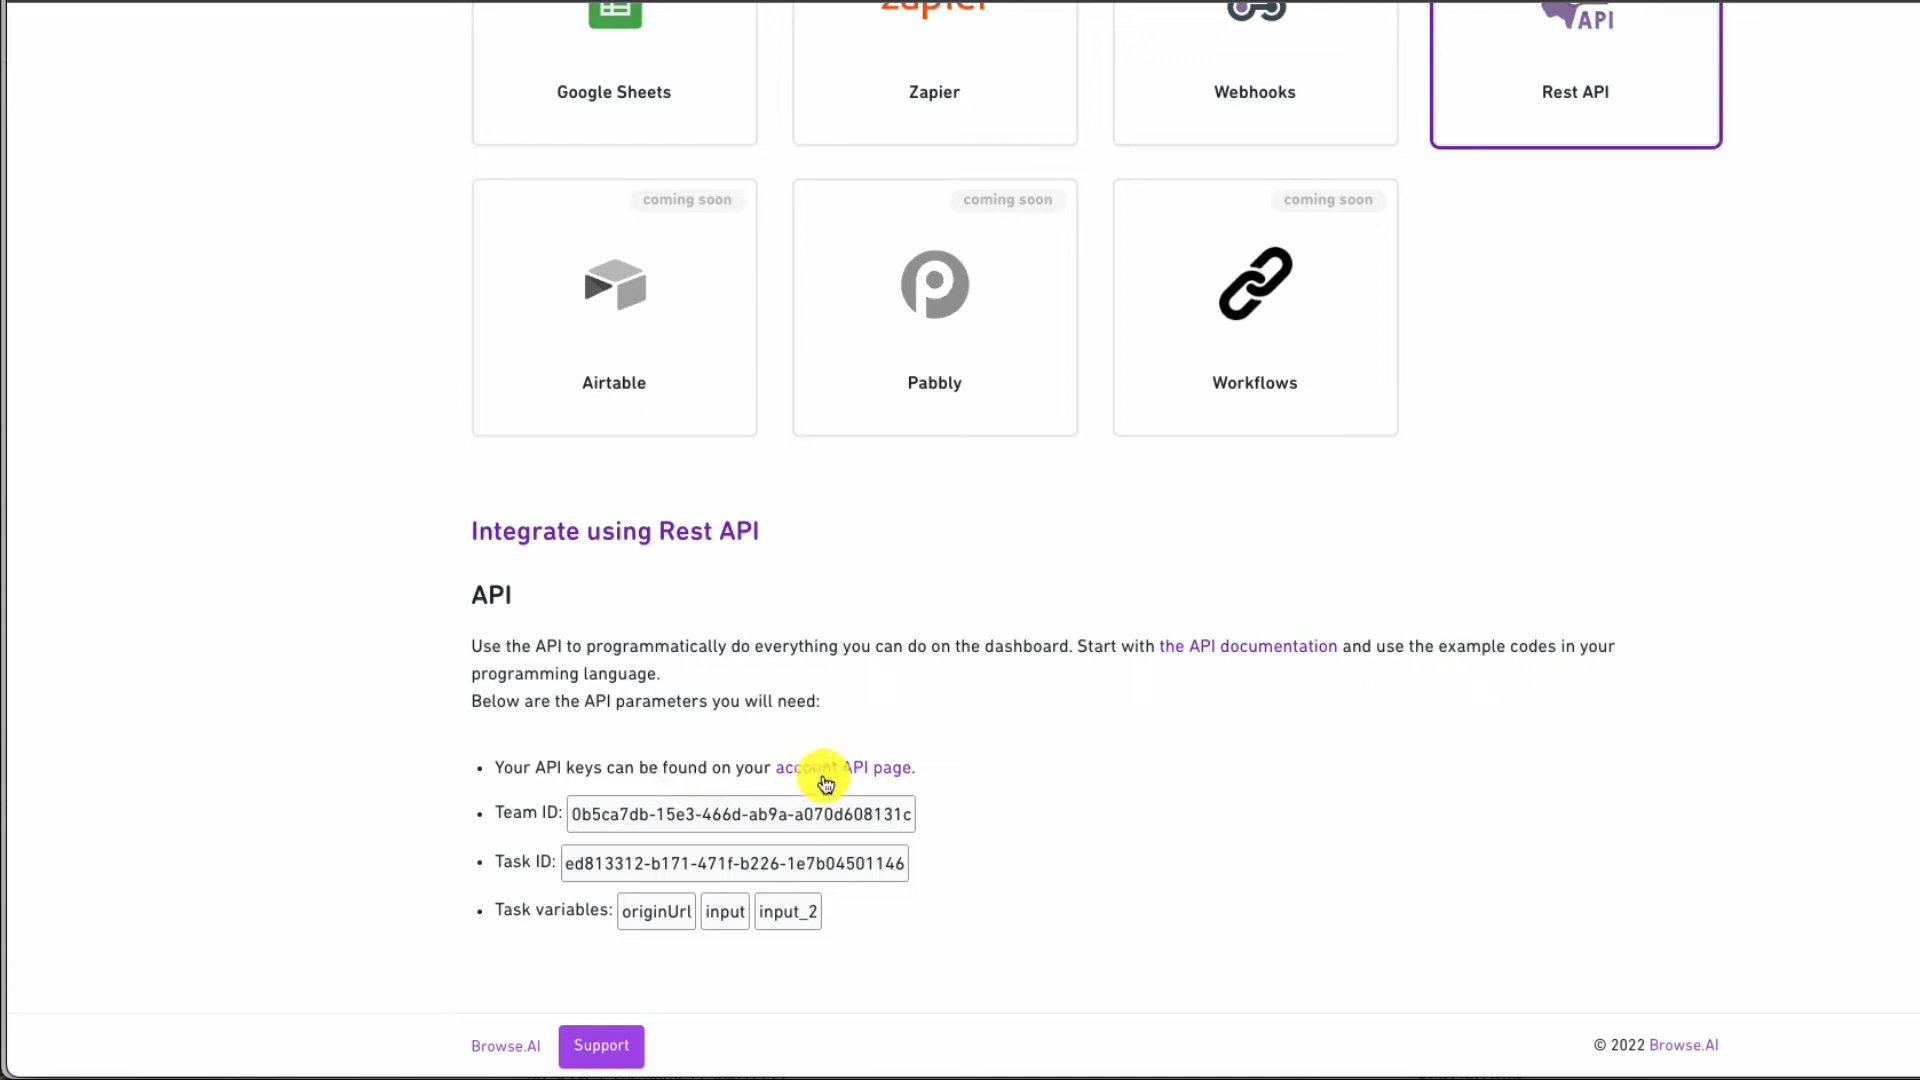 zapier
API
Google Sheets
Zapier
Webhooks
Rest API
coming soon
coming soon
coming soon
Airtable
Pabbly
Workflows
Integrate using Rest API
API
Use the API to programmatically do everything you can do on the dashboard. Start with the API documentation and use the example codes in your
programming language.
Below are the API parameters you will need:
• Your API keys can be found on your account API page.
• Team ID: 0b5ca7db-15e3-466d-ab9a-a070d608131c
• Task ID: ed813312-b171-471f-b226-1e7b04501146
• Task variables: originUrl input input_2
Browse.AI Support
© 2022 Browse.AI